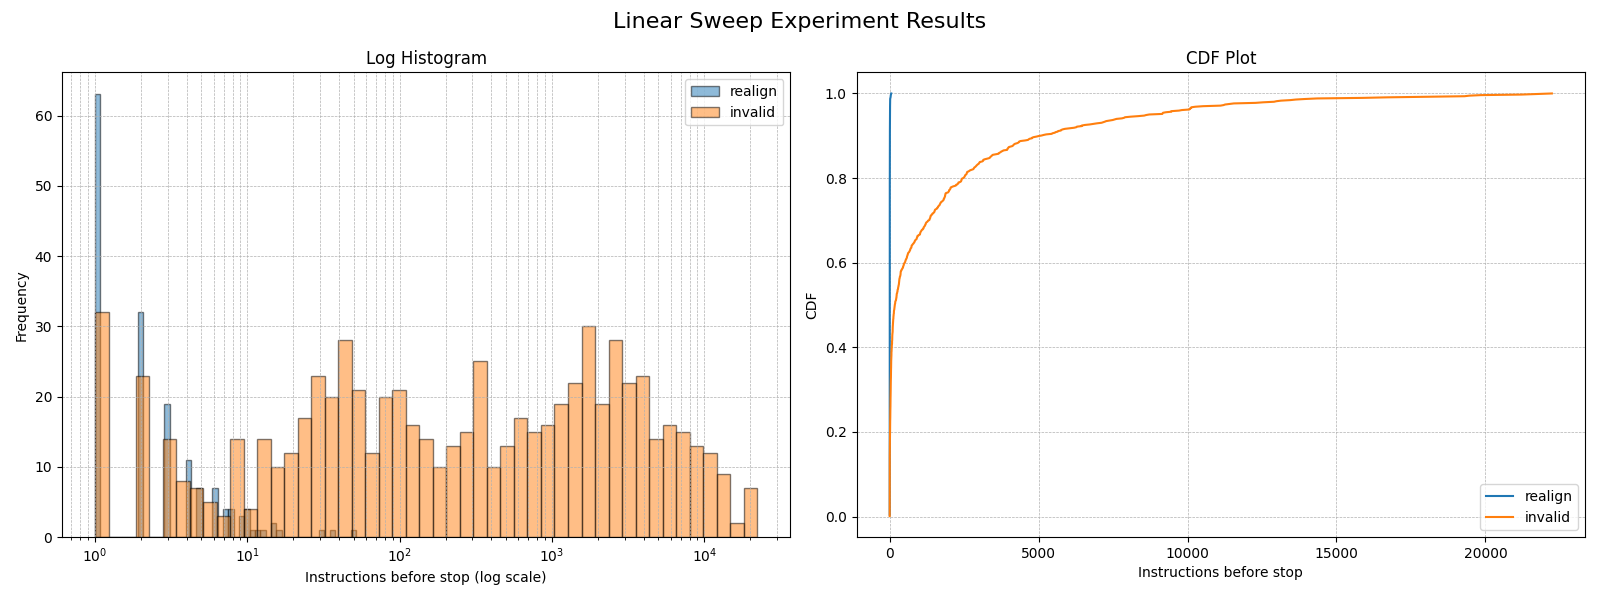 Linear Sweep Experiment Results
Log Histogram
realign
invalid
60
50
40
30
20
10
0
Frequency
10^0
10^1
10^2
10^3
10^4
Instructions before stop (log scale)
CDF Plot
1.0
0.8
0.6
0.4
0.2
0.0
CDF
realign
invalid
0
5000
10000
15000
20000
Instructions before stop